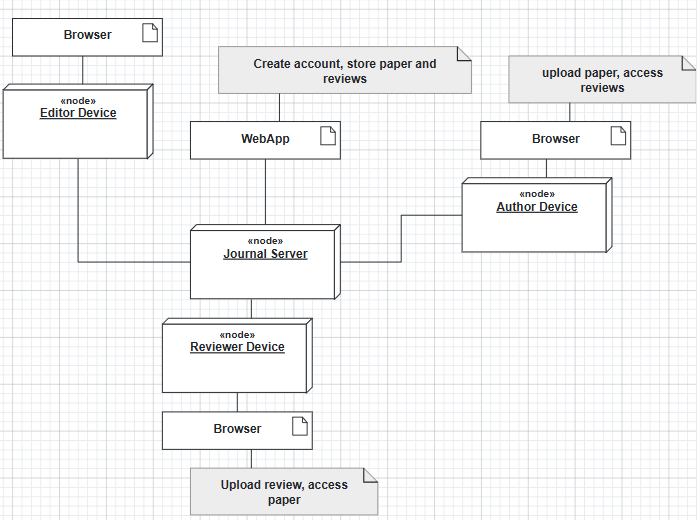 Browser
«node»
Editor Device
Create account, store paper and
reviews
WebApp
upload paper, access
reviews
Browser
«node»
Author Device
«node»
Journal Server
«node»
Reviewer Device
Browser
Upload review, access
paper